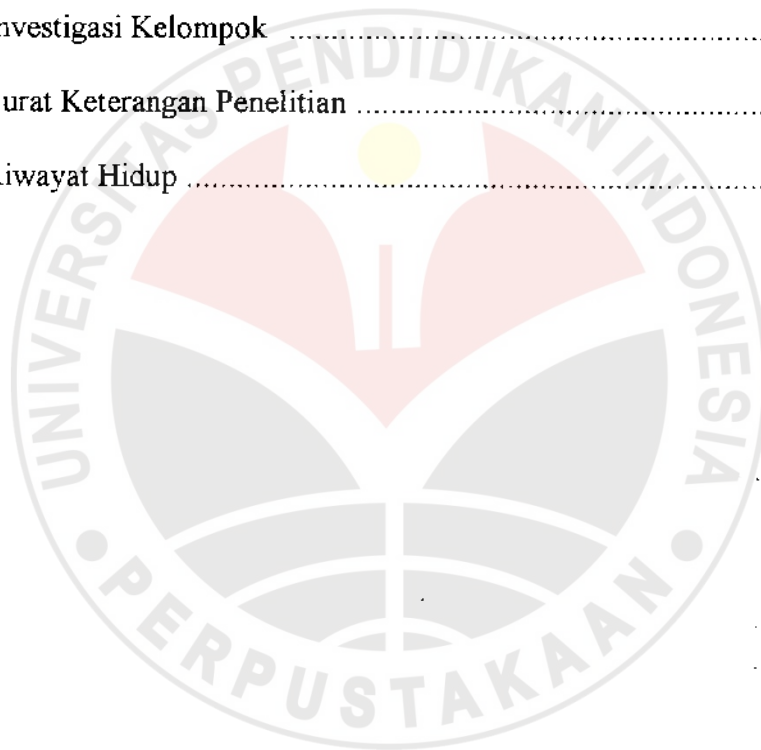 nvestigasi Kelompok ........................................................
urat Keterangan Penelitian ................................................
iwayat Hidup ....................................................................
UNIVERSITAS PENDIDIKAN INDONESIA
PERPUSTAKAAN